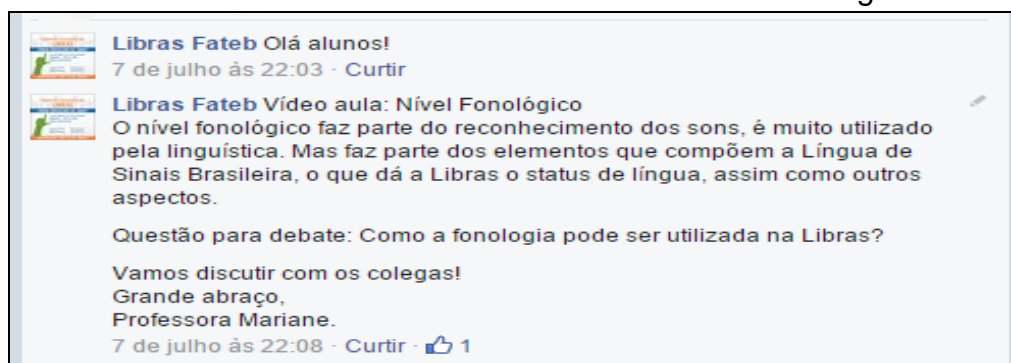 Libras Fateb Olá alunos!
7 de julho às 22:03 · Curtir
Libras Fateb Vídeo aula: Nível Fonológico
O nível fonológico faz parte do reconhecimento dos sons, é muito utilizado
pela linguística. Mas faz parte dos elementos que compõem a Língua de
Sinais Brasileira, o que dá a Libras o status de língua, assim como outros
aspectos.
Questão para debate: Como a fonologia pode ser utilizada na Libras?
Vamos discutir com os colegas!
Grande abraço,
Professora Mariane.
7 de julho às 22:08 · Curtir · 1